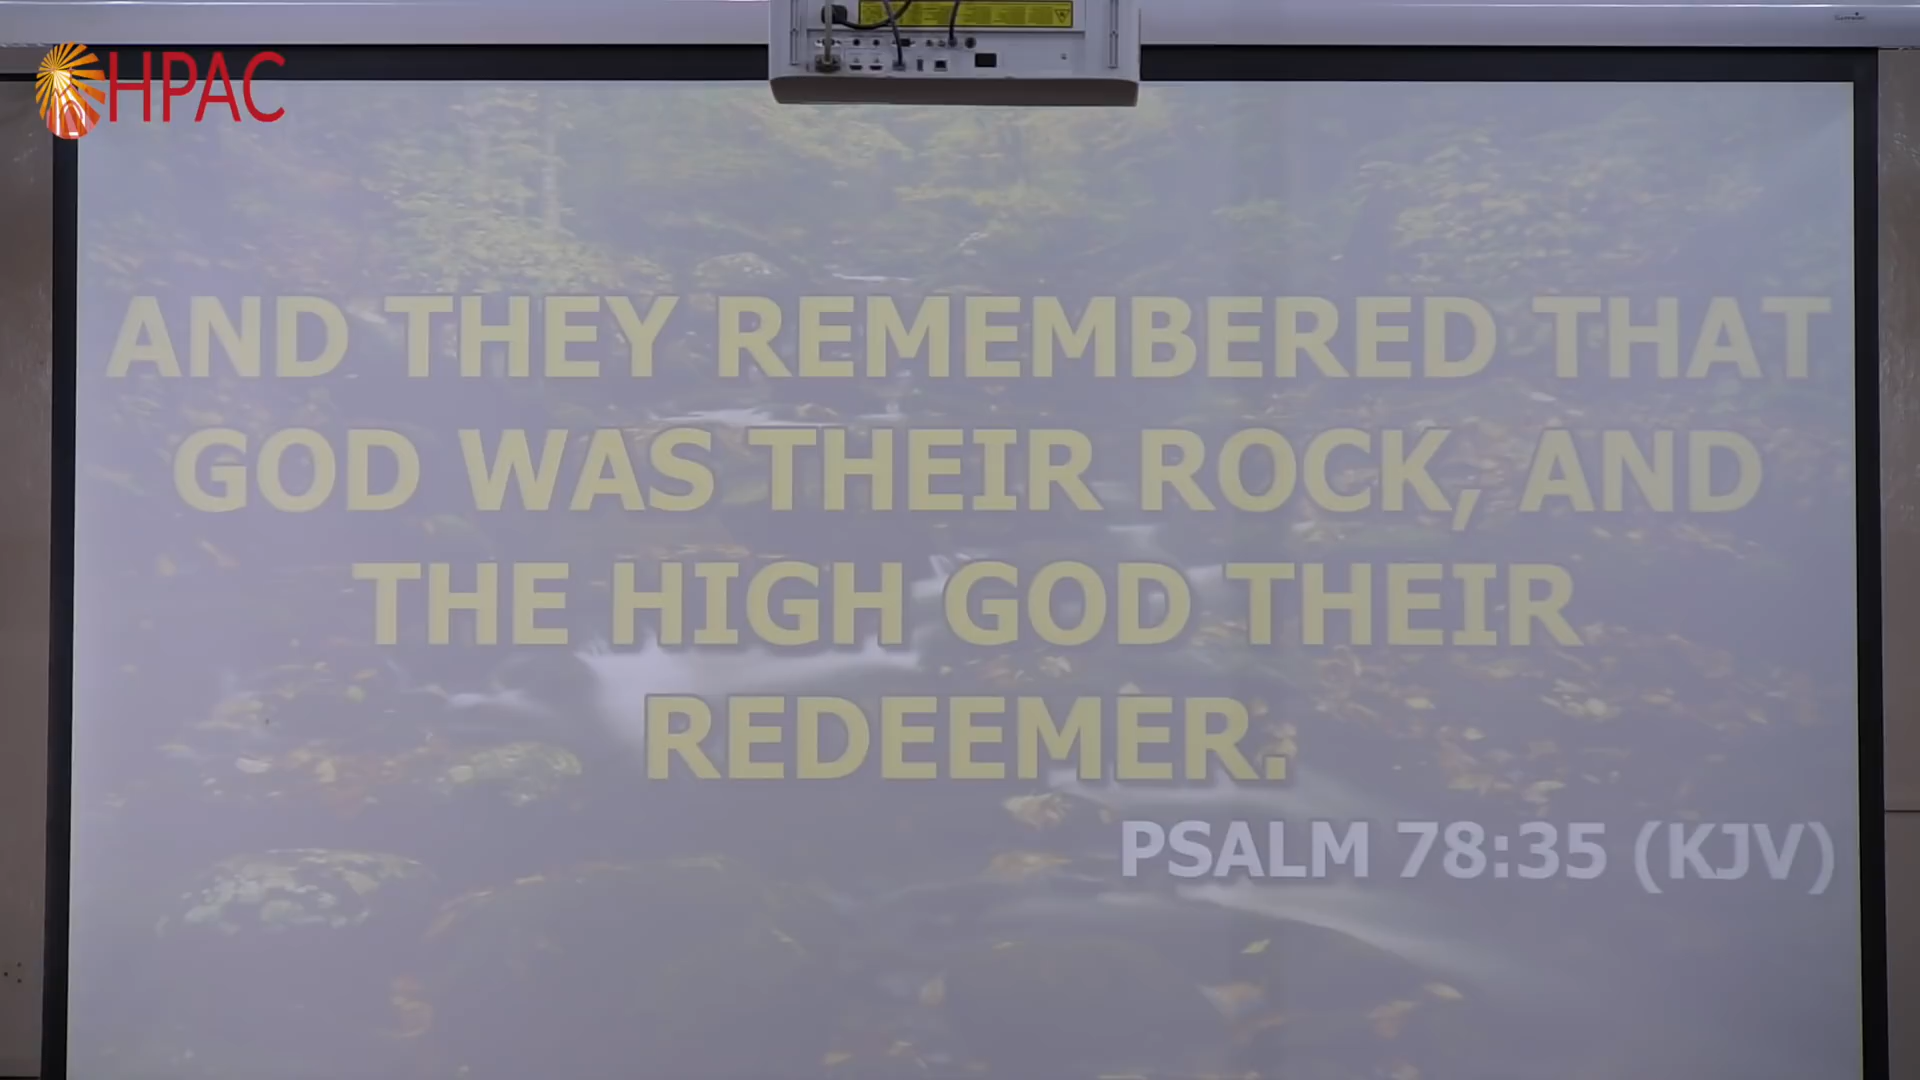 HPAC
AND THEY REMEMBERED THAT
GOD WAS THEIR ROCK, AND
THE HIGH GOD THEIR
REDEEMER.
PSALM 78:35 (KJV)